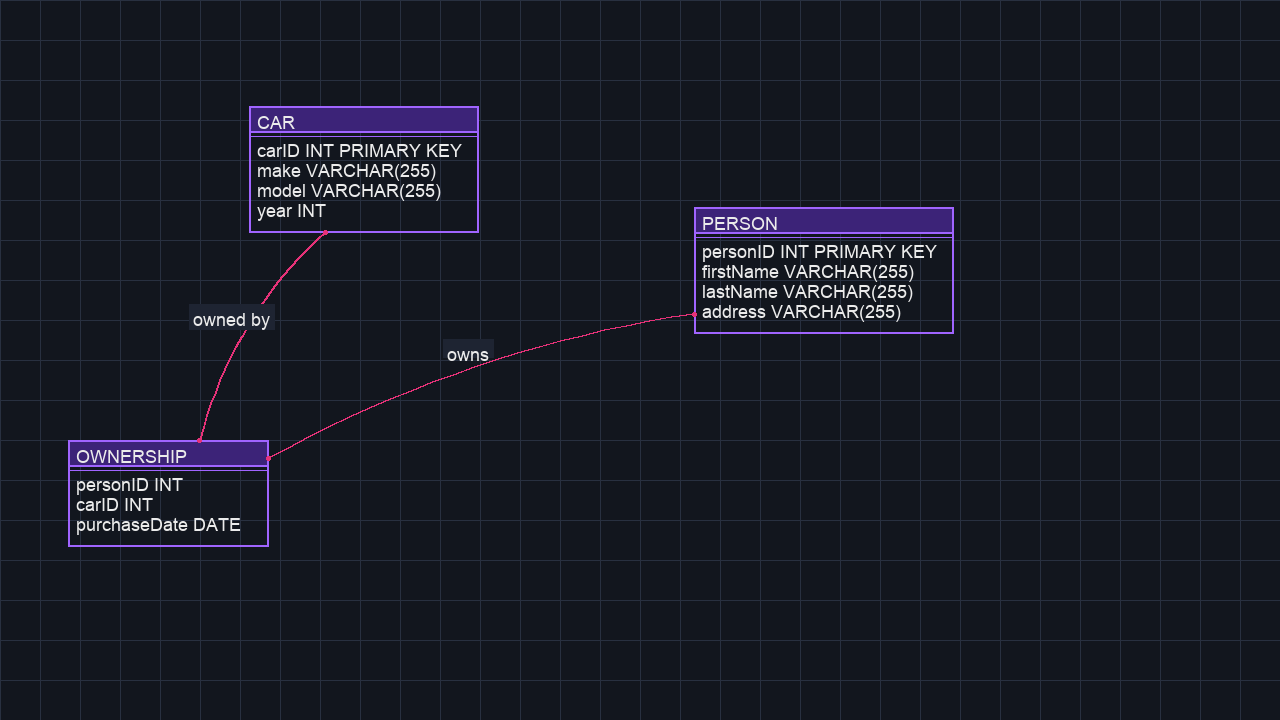 CAR
carID INT PRIMARY KEY
make VARCHAR(255)
model VARCHAR(255)
year INT
PERSON
personID INT PRIMARY KEY
firstName VARCHAR(255)
lastName VARCHAR(255)
address VARCHAR(255)
owned by
owns
OWNERSHIP
personID INT
carID INT
purchaseDate DATE